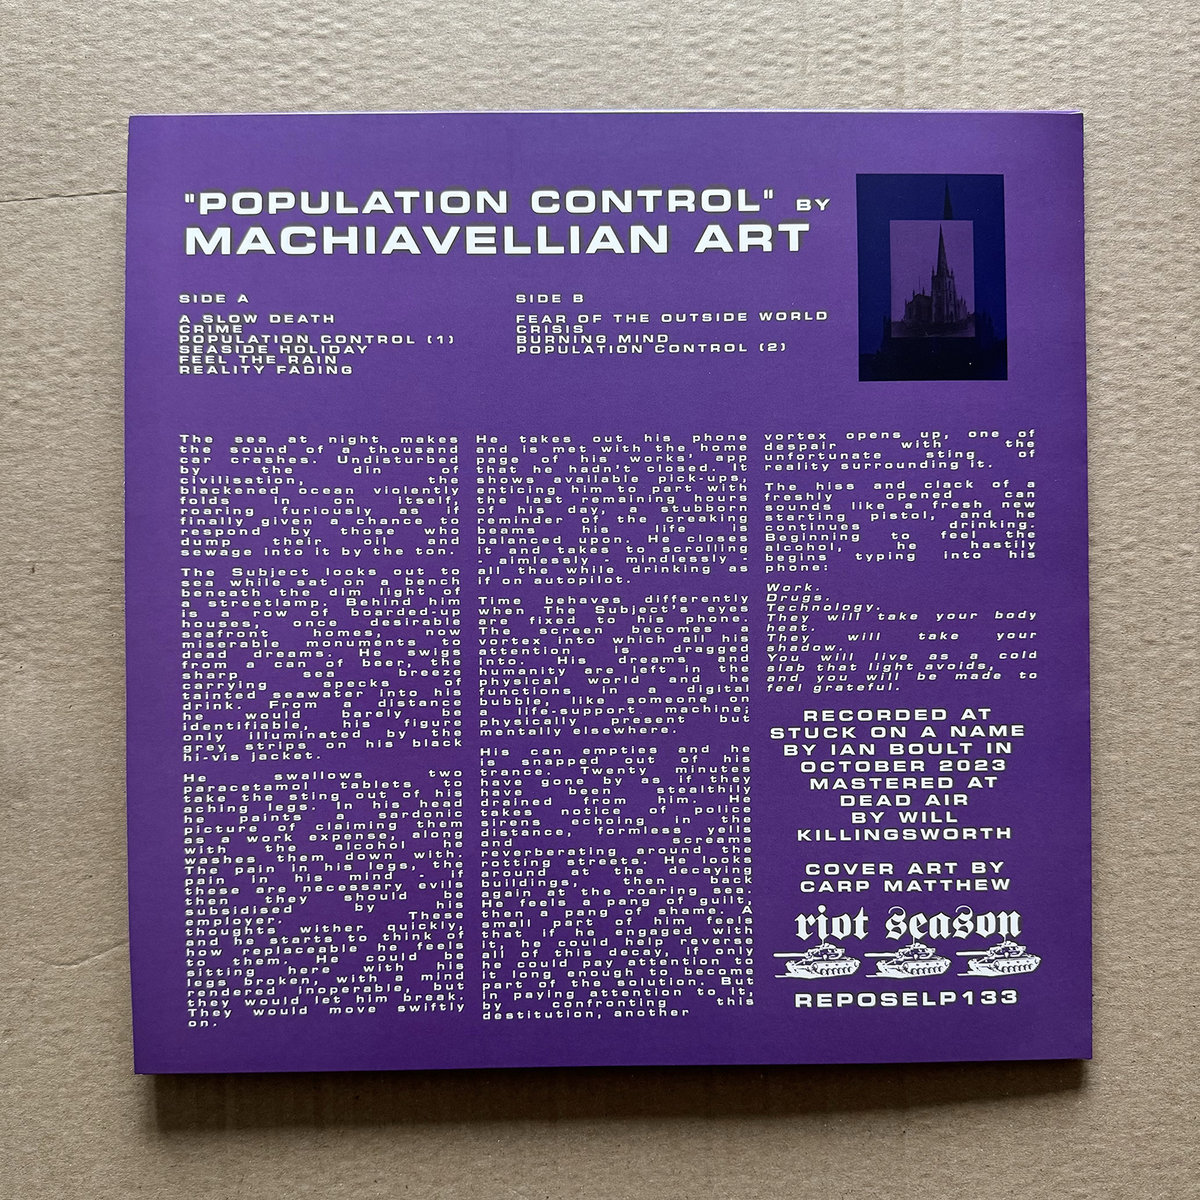 "POPULATION CONTROL" BY
MACHIAVELLIAN ART
SIDE A
A SLOW DEATH
CRIME
POPULATION CONTROL (1)
SEASIDE HOLIDAY
FEEL THE RAIN
REALITY FADING
SIDE B
FEAR OF THE OUTSIDE WORLD
CRISIS
BURNING MIND
POPULATION CONTROL (2)
The sea at night makes
the sound of a thousand
car crashes. Undisturbed
by the din of
civilisation, the
blackened ocean violently
folds in on itself,
roaring furiously as if
finally given a chance to
respond by those who
dump their oil and
sewage into it by the ton.
The Subject looks out to
sea while sat on a bench
beneath the dim light of
a streetlamp. Behind him
is a row of boarded-up
houses, once desirable
seafront homes, now
miserable monuments to
dead dreams. He swigs
from a can of beer, the
sharp sea breeze
carrying specks of
tainted seawater into his
drink. From a distance
he would barely be
identifiable, his figure
only illuminated by the
grey strips on his black
hi-vis jacket.
He swallows two
paracetamol tablets to
take the sting out of his
aching legs. In his head
he paints a sardonic
picture of claiming them
as a work expense, along
with the alcohol he
washes them down with.
The pain in his legs, the
pain in his mind - if
these are necessary evils
then they should be
subsidised by his
employer. These
thoughts wither quickly,
and he starts to think of
how replaceable he feels
to them. He could be
sitting here with his
legs broken, with a mind
rendered inoperable, but
they would let him break.
They would move swiftly
on.
He takes out his phone
and is met with the home
page of his works' app
that he hadn't closed. It
shows available pick-ups,
enticing him to part with
the last remaining hours
of his day, a stubborn
reminder of the creaking
beams his life is
balanced upon. He closes
it and takes to scrolling
- aimlessly - mindlessly -
all the while drinking as
if on autopilot.
Time behaves differently
when The Subject's eyes
are fixed to his phone.
The screen becomes a
vortex into which all his
attention is dragged
into. His dreams and
humanity are left in the
physical world and he
functions in a digital
bubble, like someone on
a life-support machine;
physically present but
mentally elsewhere.
His can empties and he
is snapped out of his
trance. Twenty minutes
have gone by as if they
have been stealthily
drained from him. He
takes notice of police
sirens echoing in the
distance, formless yells
and screams
reverberating around the
rotting streets. He looks
around at the decaying
buildings, then back
again at the roaring sea.
He feels a pang of guilt,
then a pang of shame. A
small part of him feels
that if he engaged with
it, he could help reverse
all of this decay, if only
he could pay attention to
it long enough to become
part of the solution. But
in paying attention to it,
by confronting this
destitution, another
vortex opens up, one of
despair with the
unfortunate sting of
reality surrounding it.
The hiss and clack of a
freshly opened can
sounds like a fresh new
starting pistol, and he
continues drinking.
Beginning to feel the
alcohol, he hastily
begins typing into his
phone:
Work.
Drugs.
Technology.
They will take your body
heat.
They will take your
shadow.
You will live as a cold
slab that light avoids,
and you will be made to
feel grateful.
RECORDED AT
STUCK ON A NAME
BY IAN BOULT IN
OCTOBER 2023
MASTERED AT
DEAD AIR
BY WILL
KILLINGSWORTH
COVER ART BY
CARP MATTHEW
riot season
REPOSELP133